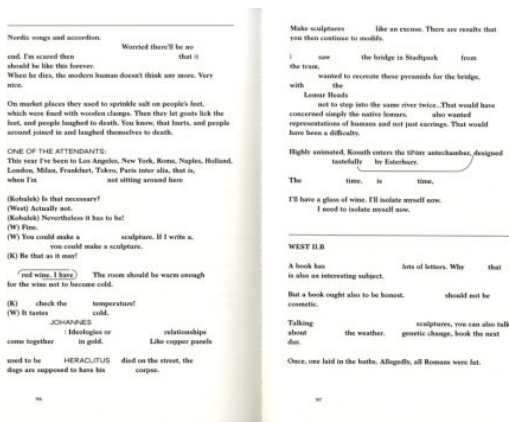 Nordic songs and accordion.
Worried there'll be no
end. I'm scared then that it
should be like this forever.
When he dies, the modern human doesn't think any more. Very
nice.
On market places they used to sprinkle salt on people's feet,
which were fixed with wooden clamps. Then they let goats lick the
feet, and people laughed to death. You know, that hurts, and people
around joined in and laughed themselves to death.
ONE OF THE ATTENDANTS:
This year I've been to Los Angeles, New York, Rome, Naples, Holland,
London, Milan, Frankfurt, Tokyo, Paris inter alia, that is,
when I'm not sitting around here
(Kobalek) Is that necessary?
(West) Actually not.
(Kobalek) Nevertheless it has to be!
(W) Fine.
(W) You could make a sculpture. If I write a,
you could make a sculpture.
(K) Be that as it may!
red wine. I have) The room should be warm enough
for the wine not to become cold.
(K) check the temperature!
(W) It tastes cold.
JOHANNES
: Ideologies or relationships
come together in gold. Like copper panels
used to be HERACLITUS died on the street, the
dogs are supposed to have his corpse.
96
Make sculptures like an excuse. There are results that
you then continue to modify.
I saw the bridge in Stadtpark from
the tram,
wanted to recreate these pyramids for the bridge,
with the
Lemur Heads
not to step into the same river twice..That would have
concerned simply the native lemurs. also wanted
representations of humans and not just earrings. That would
have been a difficulty.
Highly animated, Kosuth enters the tiny antechamber, designed
tastefully by Esterhazy.
The time. is time,
I'll have a glass of wine. I'll isolate myself now.
I need to isolate myself now.
WEST II.B
A book has lots of letters. Why that
is also an interesting subject.
But a book ought also to be honest. should not be
cosmetic.
Talking sculptures, you can also talk
about the weather. genetic change, book the next
day.
Once, one laid in the baths. Allegedly, all Romans were fat.
97